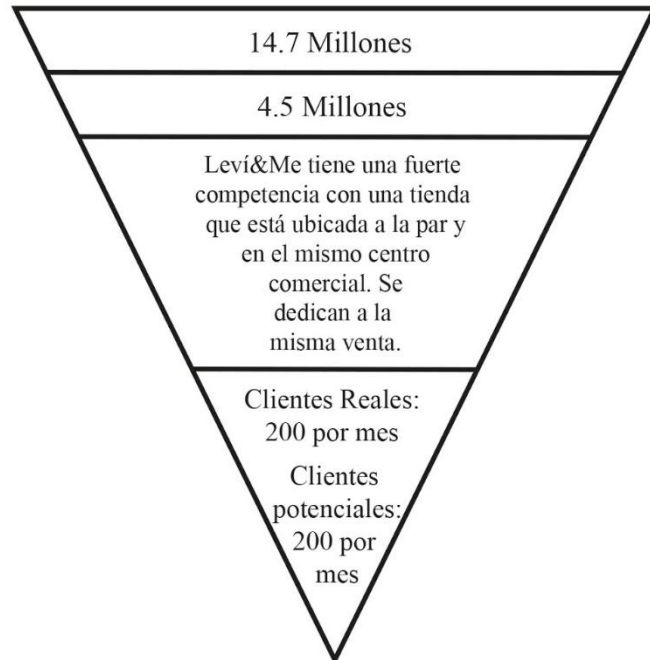 14.7 Millones
4.5 Millones
Leví&Me tiene una fuerte
competencia con una tienda
que está ubicada a la par y
en el mismo centro
comercial. Se
dedican a la
misma venta.
Clientes Reales:
200 por mes
Clientes
potenciales:
200 por
mes